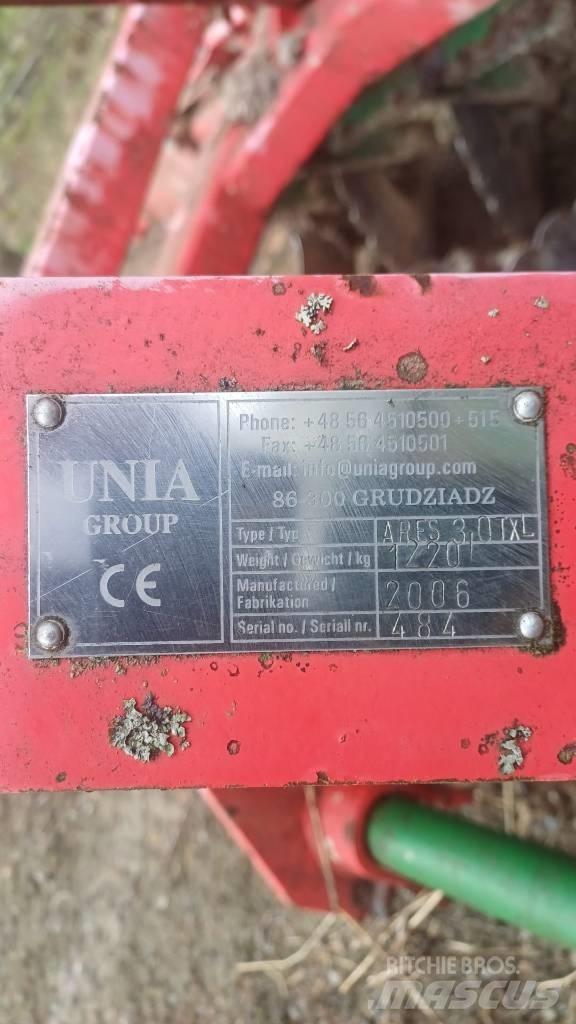 UNIA
GROUP
CE
Phone: +48 56 4510500 ÷ 515
Fax: +48 56 4510501
E-mail: info@uniagroup.com
86-300 GRUDZIADZ
Type / Typ ARES 3,0TXL
Weight / Gewicht / kg 1220
Manufactured / Fabrikation 2006
Serial no. / Seriall nr. 484
RITCHIE BROS.
MASCUS